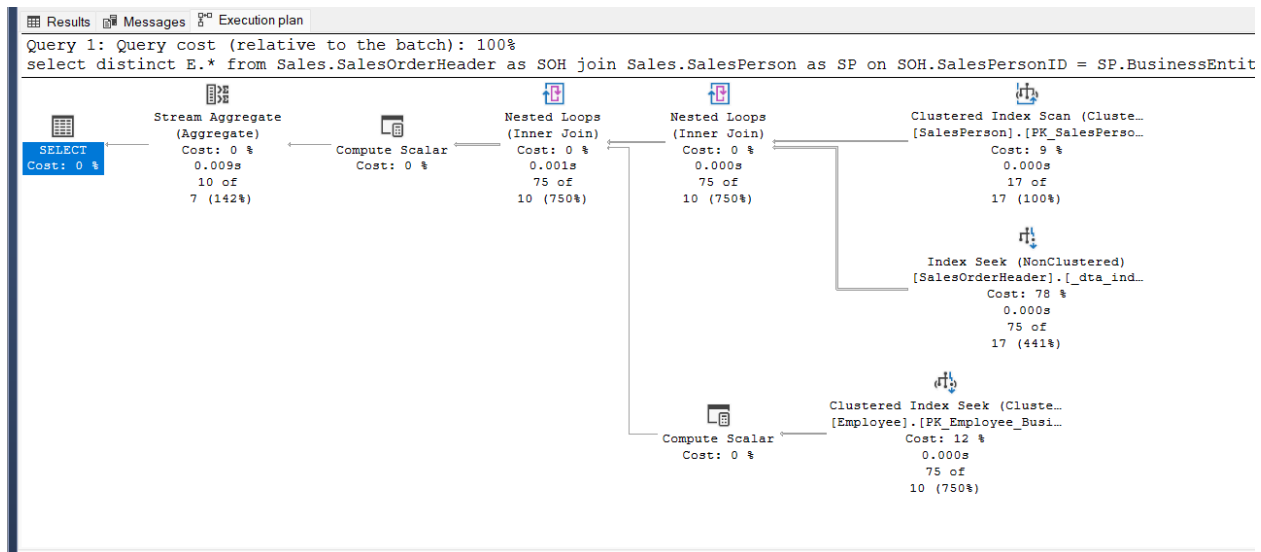 Results Messages Execution plan
Query 1: Query cost (relative to the batch): 100%
select distinct E.* from Sales.SalesOrderHeader as SOH join Sales.SalesPerson as SP on SOH.SalesPersonID = SP.BusinessEntit
SELECT
Cost: 0 %
Stream Aggregate
(Aggregate)
Cost: 0 %
0.009s
10 of
7 (142%)
Compute Scalar
Cost: 0 %
Nested Loops
(Inner Join)
Cost: 0 %
0.001s
75 of
10 (750%)
Nested Loops
(Inner Join)
Cost: 0 %
0.000s
75 of
10 (750%)
Clustered Index Scan (Cluste…
[SalesPerson].[PK_SalesPerso…
Cost: 9 %
0.000s
17 of
17 (100%)
Index Seek (NonClustered)
[SalesOrderHeader].[_dta_ind…
Cost: 78 %
0.000s
75 of
17 (441%)
Compute Scalar
Cost: 0 %
Clustered Index Seek (Cluste…
[Employee].[PK_Employee_Busi…
Cost: 12 %
0.000s
75 of
10 (750%)